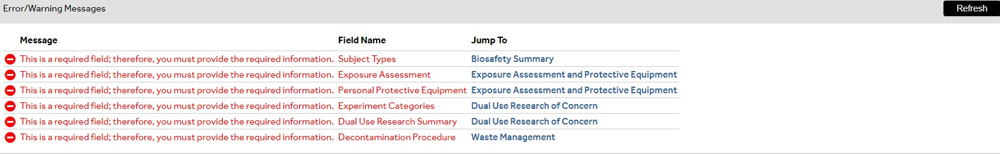 Error/Warning Messages Refresh
Message Field Name Jump To
This is a required field; therefore, you must provide the required information. Subject Types Biosafety Summary
This is a required field; therefore, you must provide the required information. Exposure Assessment Exposure Assessment and Protective Equipment
This is a required field; therefore, you must provide the required information. Personal Protective Equipment Exposure Assessment and Protective Equipment
This is a required field; therefore, you must provide the required information. Experiment Categories Dual Use Research of Concern
This is a required field; therefore, you must provide the required information. Dual Use Research Summary Dual Use Research of Concern
This is a required field; therefore, you must provide the required information. Decontamination Procedure Waste Management